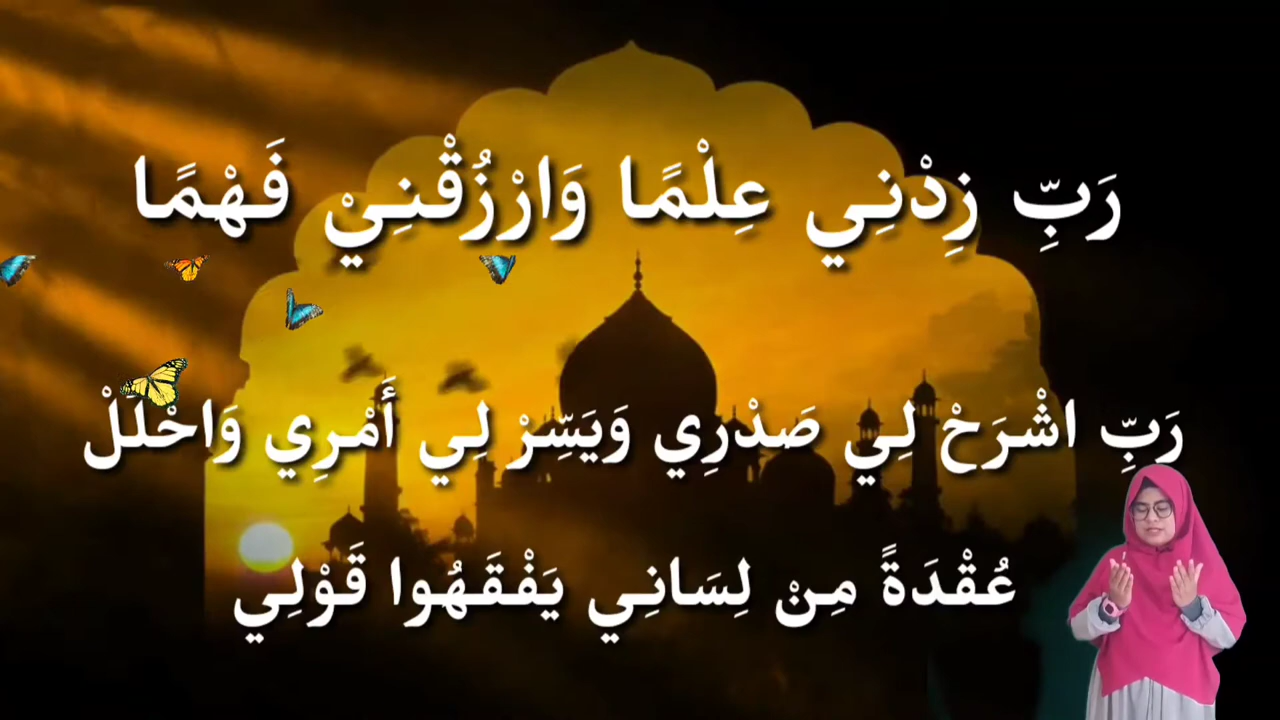 رَبِّ زِدْنِي عِلْمًا وَارْزُقْنِيْ فَهْمًا
رَبِّ اشْرَحْ لِي صَدْرِي وَيَسِّرْ لِي أَمْرِي وَاحْلُلْ
عُقْدَةً مِنْ لِسَانِي يَفْقَهُوا قَوْلِي